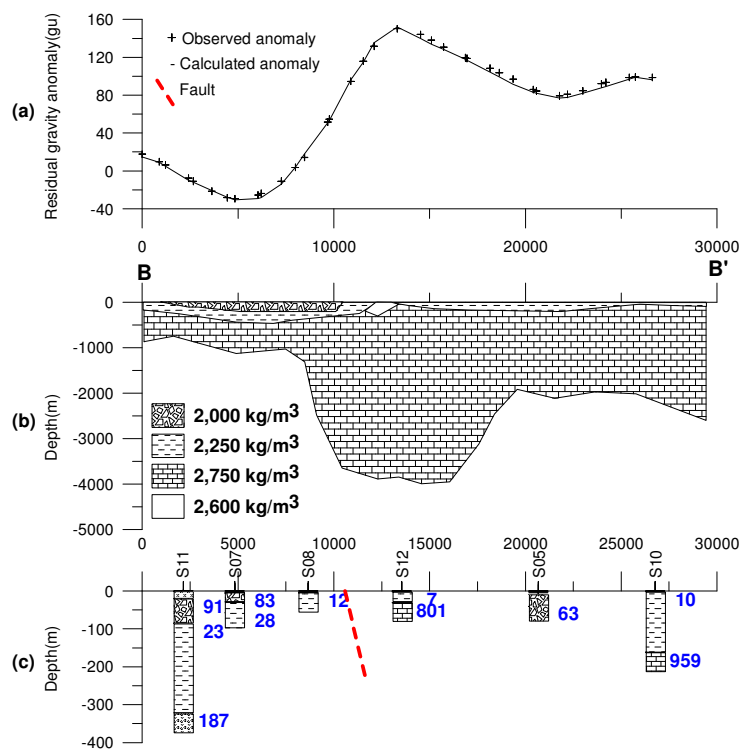 (a)
Residual gravity anomaly(gu)
160
120
80
40
0
-40
+ Observed anomaly
- Calculated anomaly
Fault
0 10000 20000 30000
B B'
(b)
Depth(m)
0
-1000
-2000
-3000
-4000
-5000
2,000 kg/m³
2,250 kg/m³
2,750 kg/m³
2,600 kg/m³
0 5000 10000 15000 20000 25000 30000
S11 S07 S08 S12 S05 S10
(c)
Depth(m)
0
-100
-200
-300
-400
91 83 12 7 63 10
23 28 801 959
187